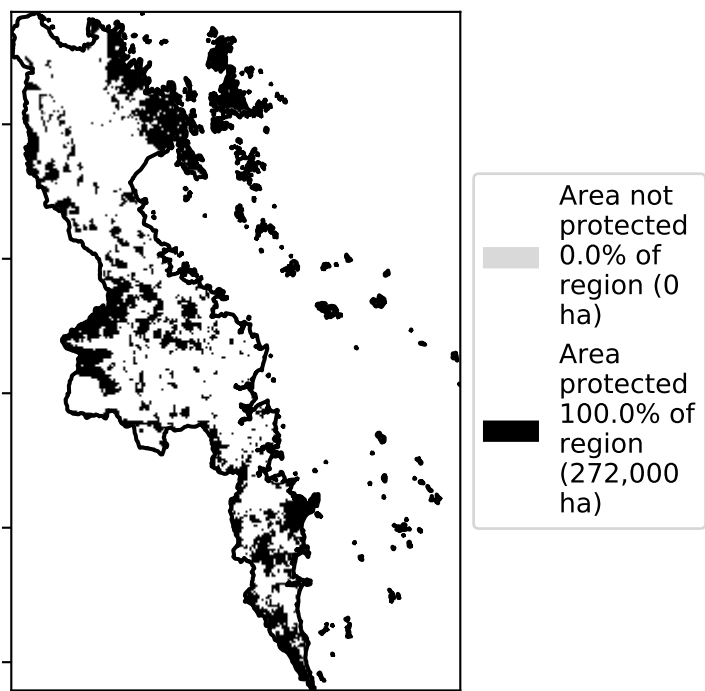 Area not
protected
0.0% of
region (0
ha)
Area
protected
100.0% of
region
(272,000
ha)